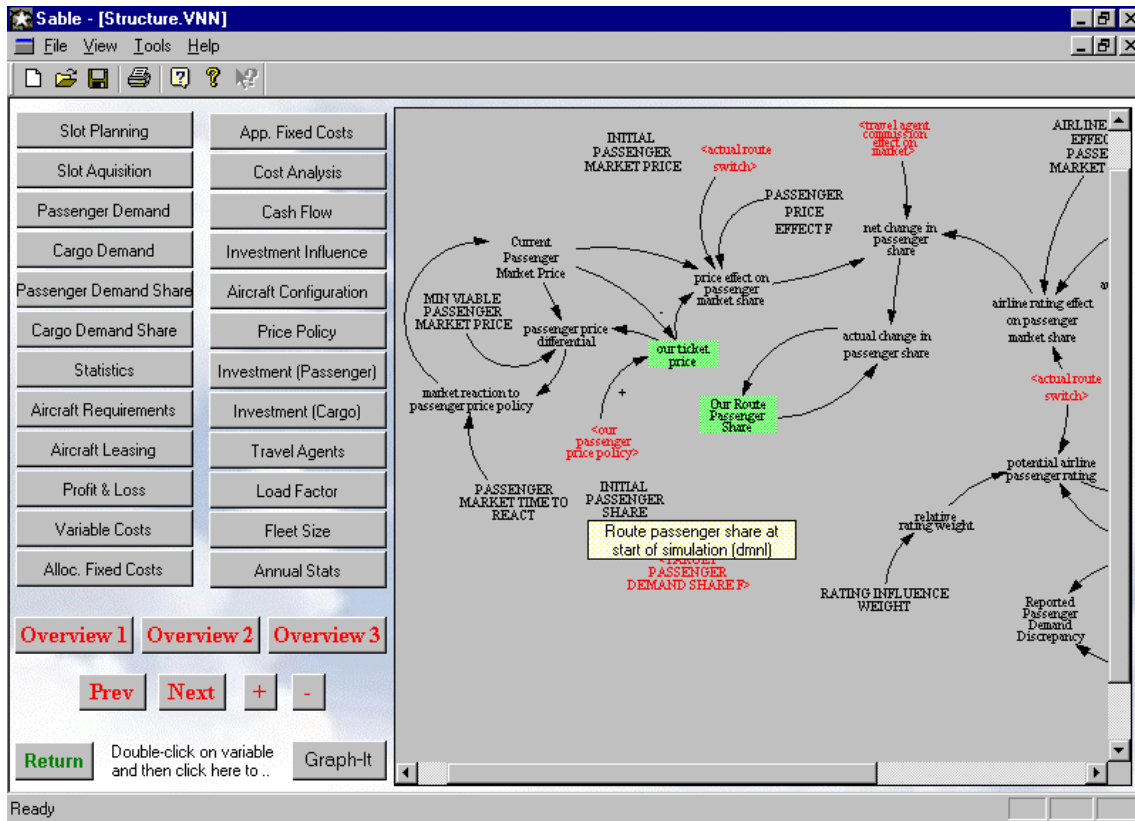 Sable - [Structure.VNN]
File View Tools Help
Slot Planning
Slot Aquisition
Passenger Demand
Cargo Demand
Passenger Demand Share
Cargo Demand Share
Statistics
Aircraft Requirements
Aircraft Leasing
Profit & Loss
Variable Costs
Alloc. Fixed Costs
App. Fixed Costs
Cost Analysis
Cash Flow
Investment Influence
Aircraft Configuration
Price Policy
Investment (Passenger)
Investment (Cargo)
Travel Agents
Load Factor
Fleet Size
Annual Stats
Overview 1 Overview 2 Overview 3
Prev Next + -
Return
Double-click on variable
and then click here to ..
Graph-It
INITIAL
PASSENGER
MARKET PRICE
<actual route
switch>
<travel agent
commission
effect on
market>
AIRLINE
EFFEC
PASSE
MARKET
PASSENGER
PRICE
EFFECT F
net change in
passenger
share
Current
Passenger
Market Price
price effect on
passenger
market share
MIN VIABLE
PASSENGER
MARKET PRICE
passenger price
differential
airline rating effect
on passenger
market share
actual change in
passenger share
-
our ticket
price
+
market reaction to
passenger price policy
Our Route
Passenger
Share
<actual route
switch>
<our
passenger
price policy>
potential airline
passenger rating
PASSENGER
MARKET TIME TO
REACT
INITIAL
PASSENGER
SHARE
Route passenger share at
start of simulation (dmnl)
<TARGET
PASSENGER
DEMAND SHARE F>
relative
rating weight
RATING INFLUENCE
WEIGHT
Reported
Passenger
Demand
Discrepancy
Ready